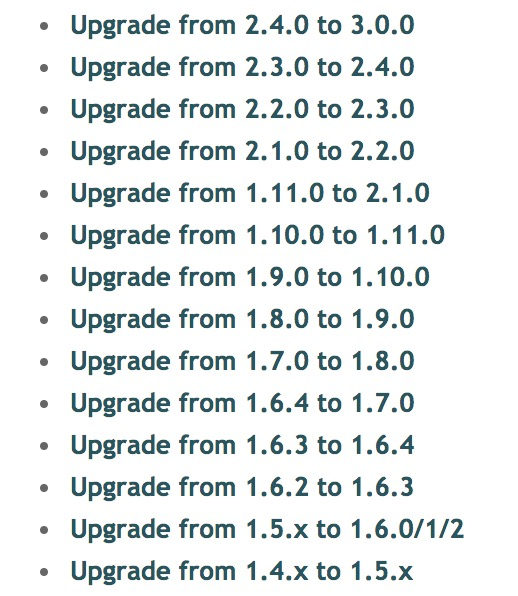 Upgrade from 2.4.0 to 3.0.0
Upgrade from 2.3.0 to 2.4.0
Upgrade from 2.2.0 to 2.3.0
Upgrade from 2.1.0 to 2.2.0
Upgrade from 1.11.0 to 2.1.0
Upgrade from 1.10.0 to 1.11.0
Upgrade from 1.9.0 to 1.10.0
Upgrade from 1.8.0 to 1.9.0
Upgrade from 1.7.0 to 1.8.0
Upgrade from 1.6.4 to 1.7.0
Upgrade from 1.6.3 to 1.6.4
Upgrade from 1.6.2 to 1.6.3
Upgrade from 1.5.x to 1.6.0/1/2
Upgrade from 1.4.x to 1.5.x